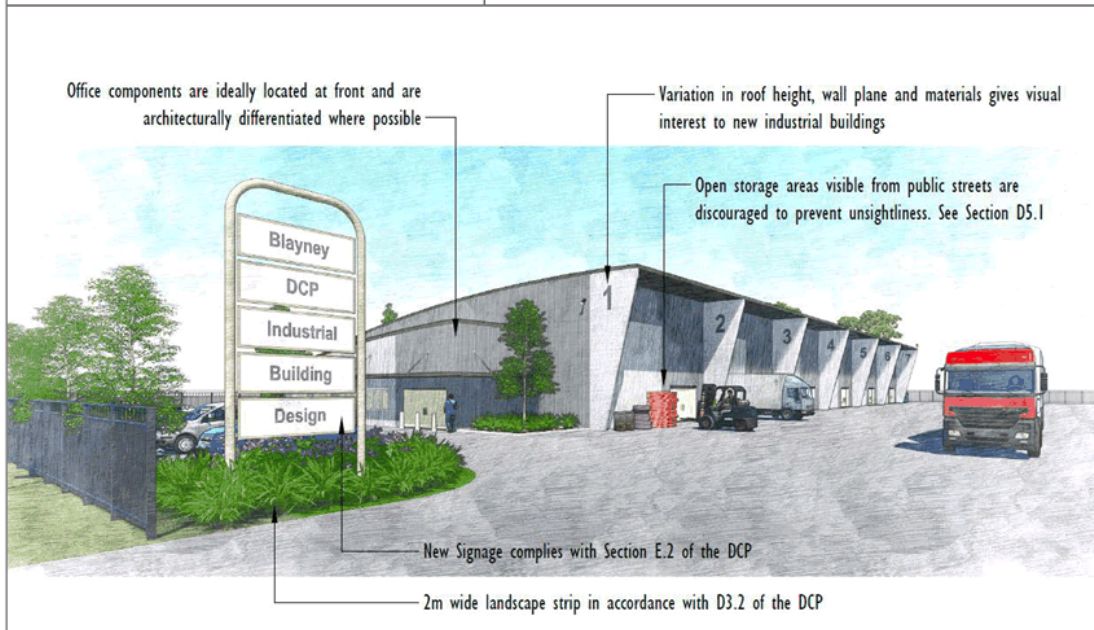 Office components are ideally located at front and are
architecturally differentiated where possible
Variation in roof height, wall plane and materials gives visual
interest to new industrial buildings
Open storage areas visible from public streets are
discouraged to prevent unsightliness. See Section D5.1
Blayney
DCP
Industrial
Building
Design
1
2
3
4
5
6
7
New Signage complies with Section E.2 of the DCP
2m wide landscape strip in accordance with D3.2 of the DCP